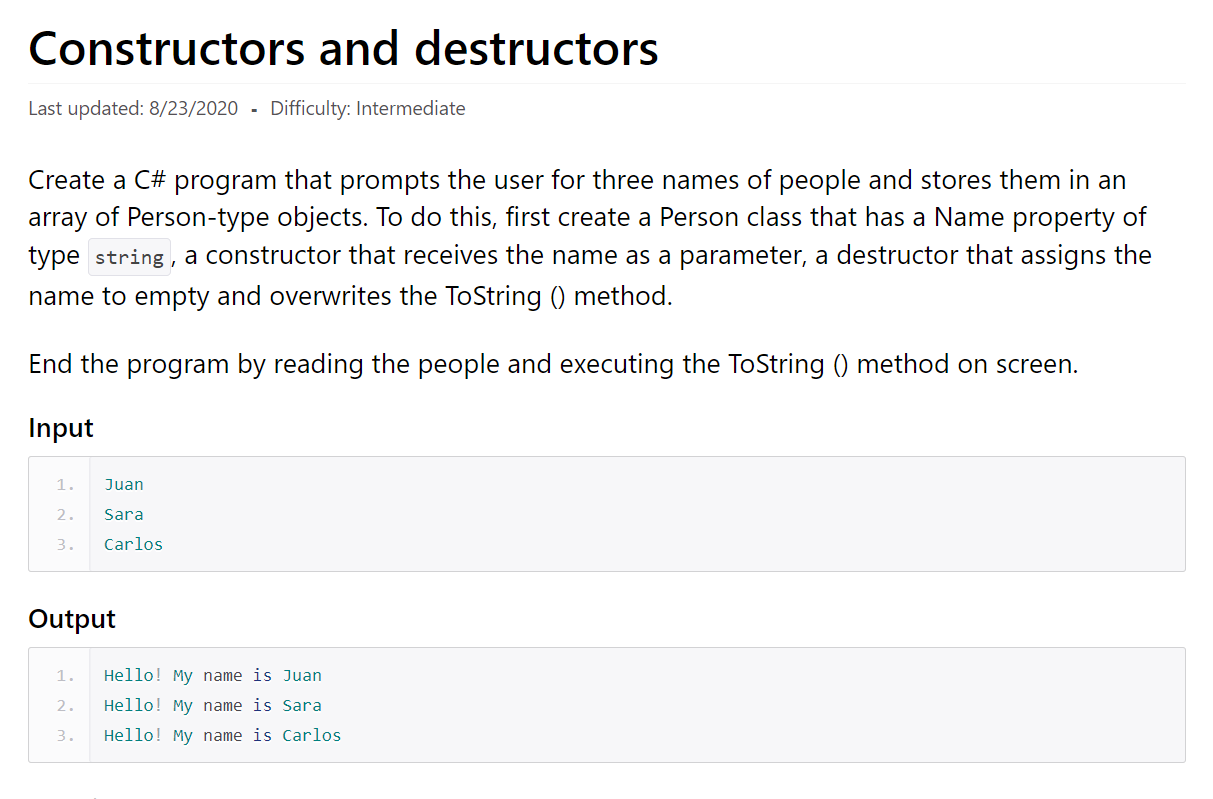 Constructors and destructors
Last updated: 8/23/2020 - Difficulty: Intermediate
Create a C# program that prompts the user for three names of people and stores them in an
array of Person-type objects. To do this, first create a Person class that has a Name property of
type string, a constructor that receives the name as a parameter, a destructor that assigns the
name to empty and overwrites the ToString () method.
End the program by reading the people and executing the ToString () method on screen.
Input
1. Juan
2. Sara
3. Carlos
Output
1. Hello! My name is Juan
2. Hello! My name is Sara
3. Hello! My name is Carlos